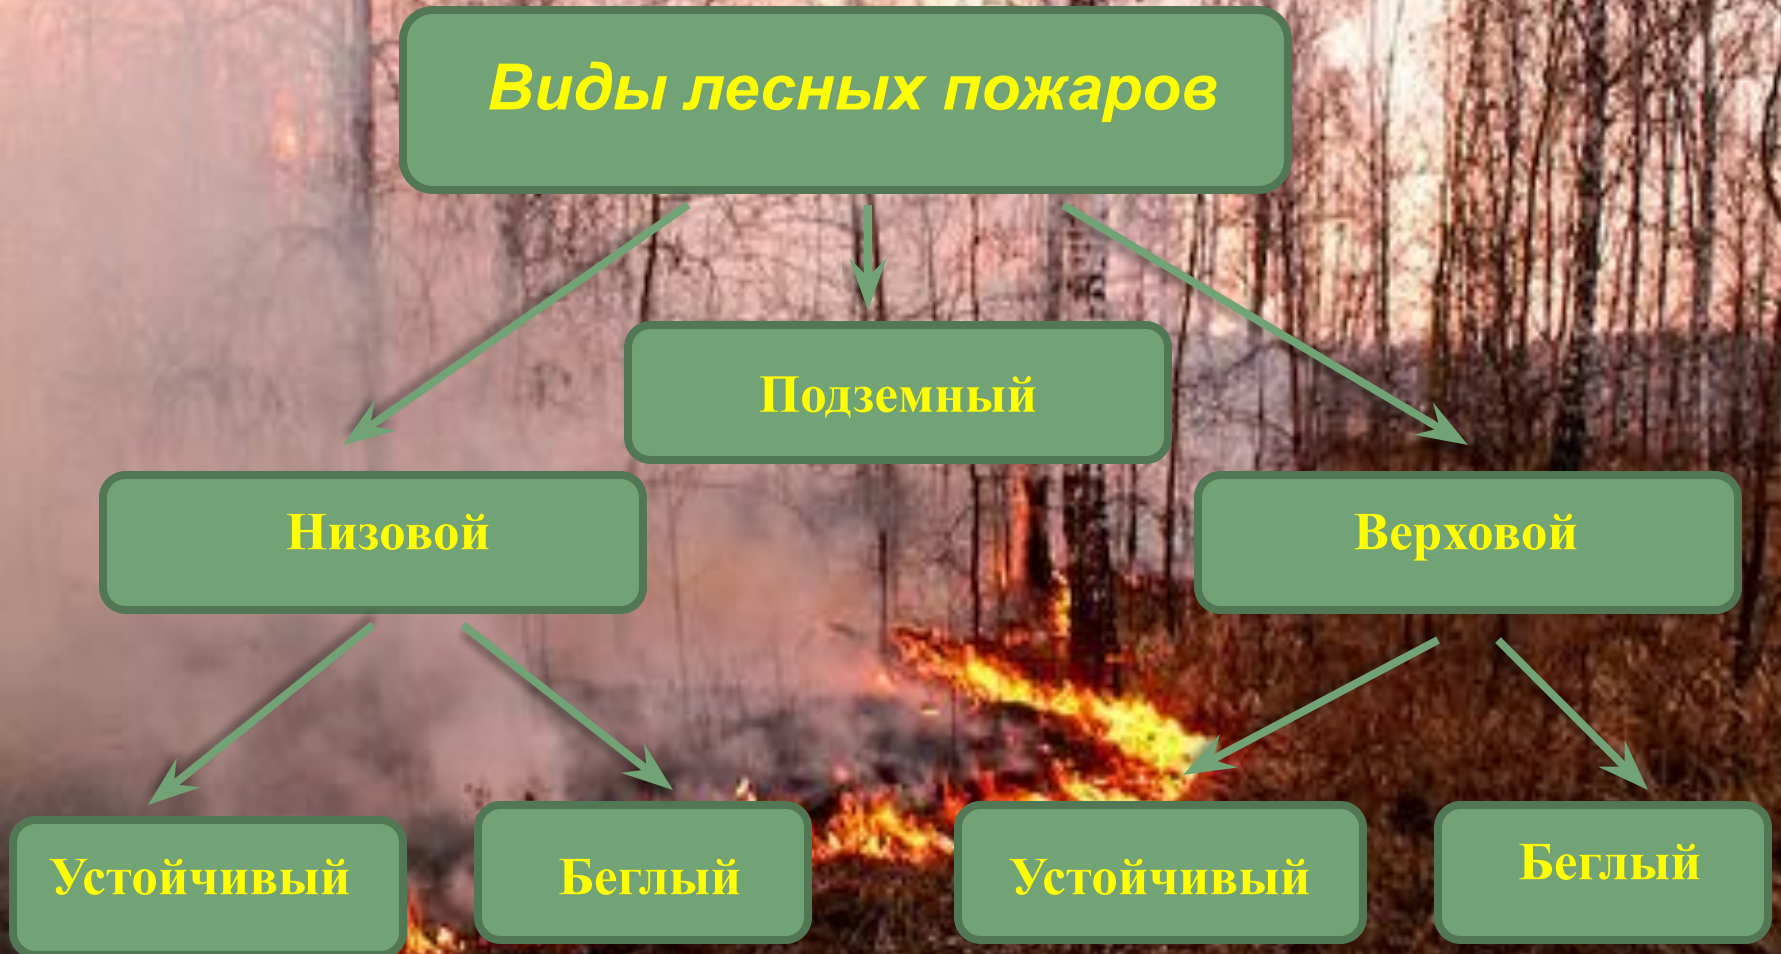 Виды лесных пожаров
Подземный
Низовой
Верховой
Устойчивый
Беглый
Устойчивый
Беглый